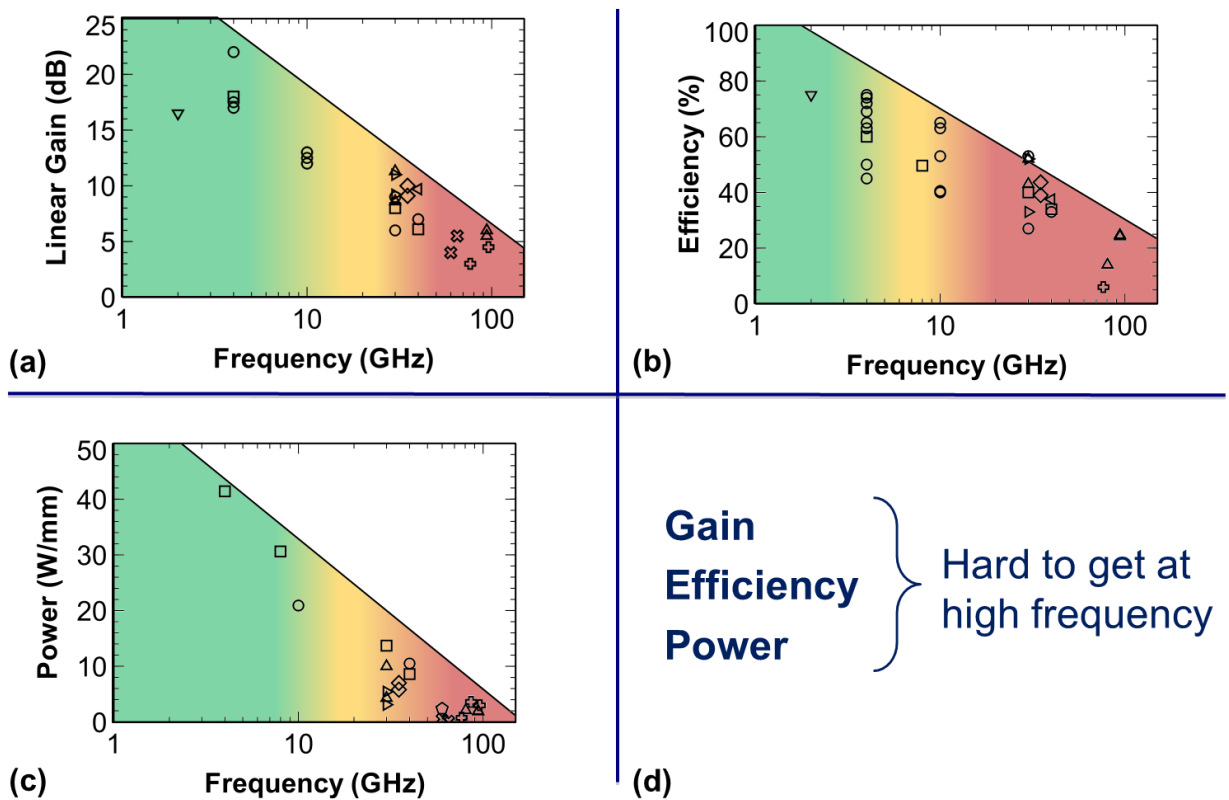 25
20
15
10
5
0
Linear Gain (dB)
1
10
100
Frequency (GHz)
(a)
100
80
60
40
20
0
Efficiency (%)
1
10
100
Frequency (GHz)
(b)
50
40
30
20
10
0
Power (W/mm)
1
10
100
Frequency (GHz)
(c)
Gain
Efficiency
Power
Hard to get at
high frequency
(d)